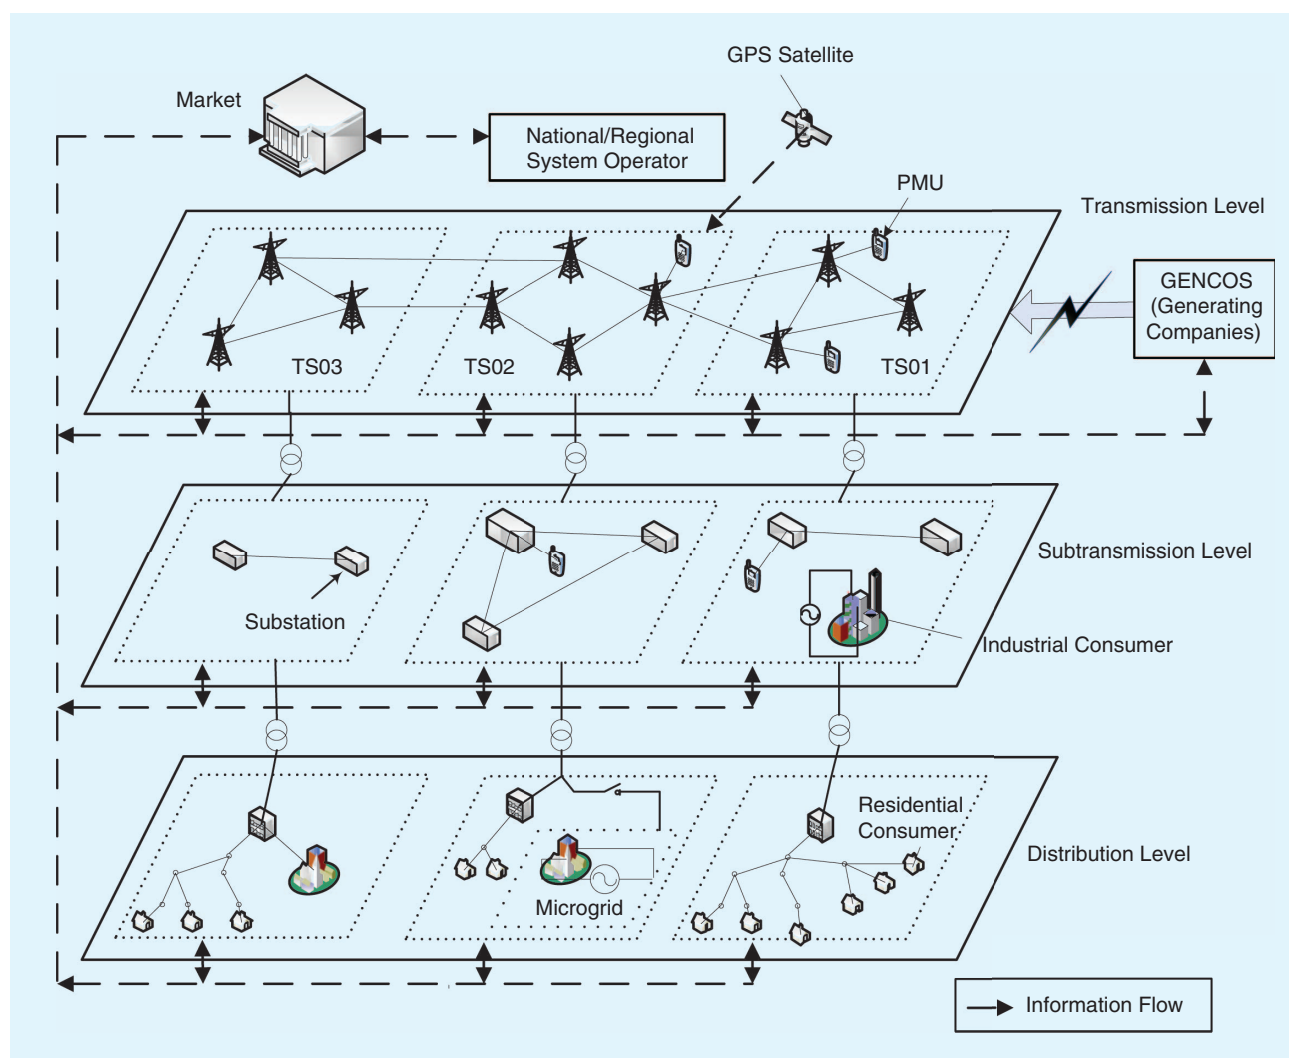 GPS Satellite
Market
National/Regional
System Operator
PMU
Transmission Level
GENCOS
(Generating
Companies)
TS03
TS02
TS01
Subtransmission Level
Substation
Industrial Consumer
Residential
Consumer
Distribution Level
Microgrid
Information Flow